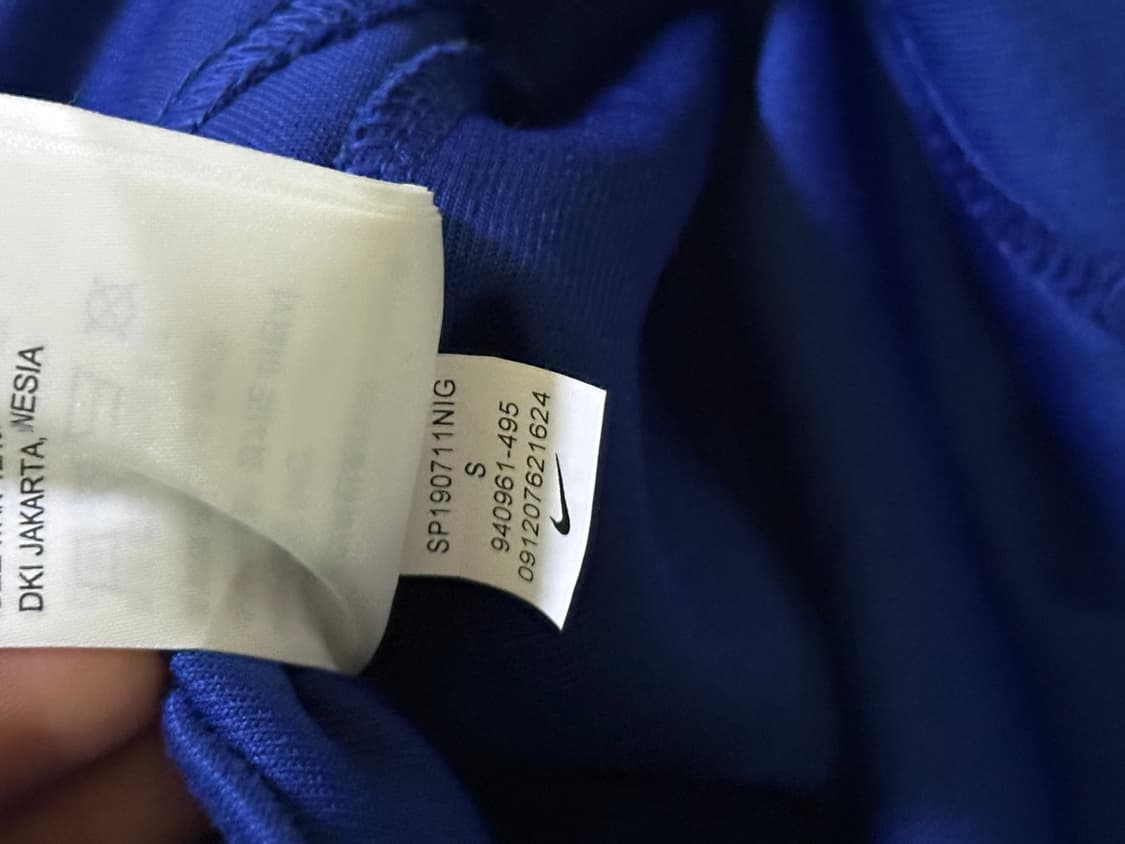 DKI JAKARTA,
NESIA
SP190711NIG
S
940961-495
091207621624